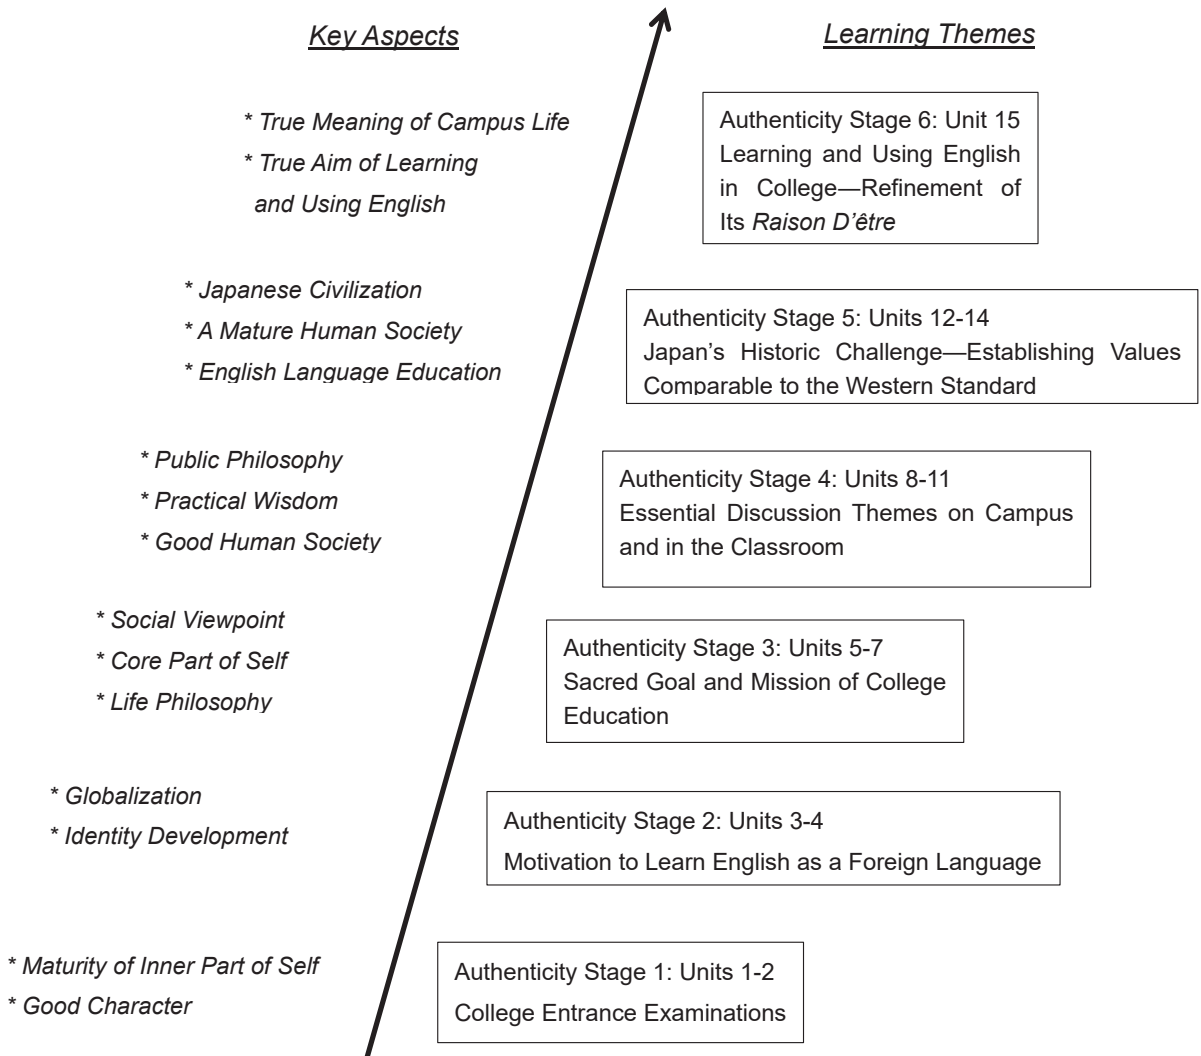 Key Aspects
Learning Themes
* True Meaning of Campus Life
* True Aim of Learning
and Using English
Authenticity Stage 6: Unit 15
Learning and Using English
in College—Refinement of
Its Raison D’être
* Japanese Civilization
* A Mature Human Society
* English Language Education
Authenticity Stage 5: Units 12-14
Japan’s Historic Challenge—Establishing Values
Comparable to the Western Standard
* Public Philosophy
* Practical Wisdom
* Good Human Society
Authenticity Stage 4: Units 8-11
Essential Discussion Themes on Campus
and in the Classroom
* Social Viewpoint
* Core Part of Self
* Life Philosophy
Authenticity Stage 3: Units 5-7
Sacred Goal and Mission of College
Education
* Globalization
* Identity Development
Authenticity Stage 2: Units 3-4
Motivation to Learn English as a Foreign Language
* Maturity of Inner Part of Self
* Good Character
Authenticity Stage 1: Units 1-2
College Entrance Examinations